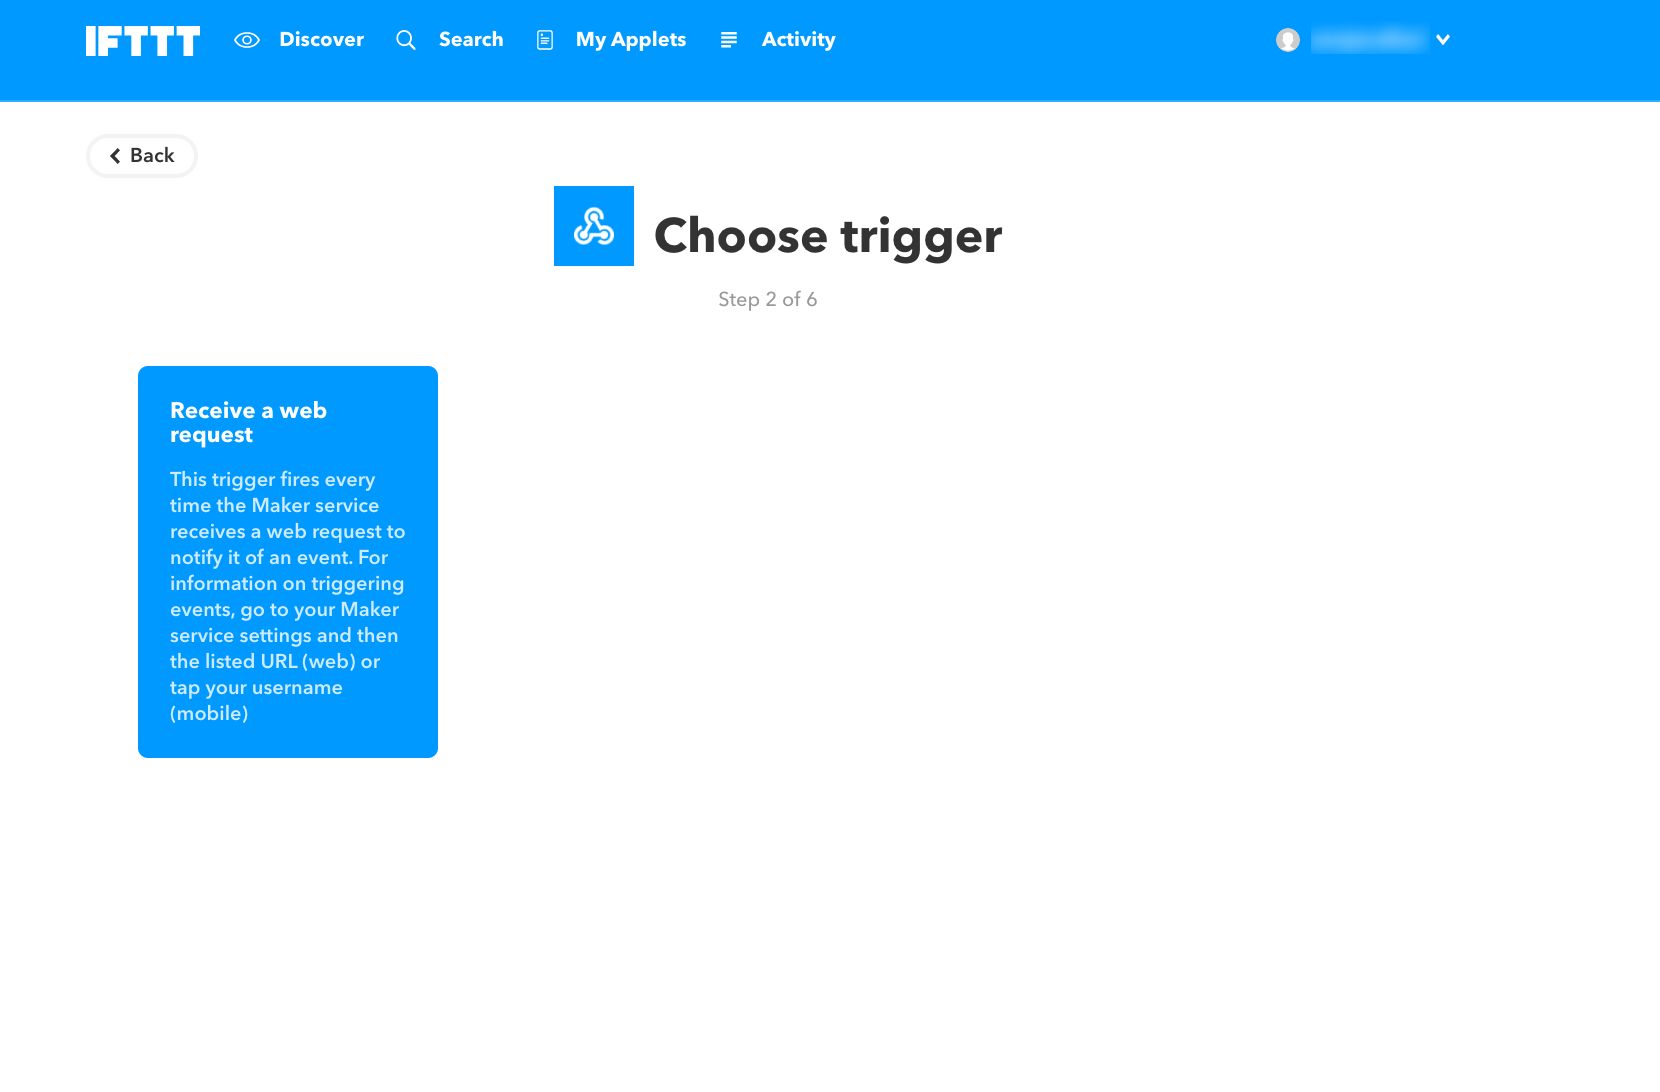 IFTTT Discover Search My Applets Activity
Back
Choose trigger
Step 2 of 6
Receive a web
request
This trigger fires every
time the Maker service
receives a web request to
notify it of an event. For
information on triggering
events, go to your Maker
service settings and then
the listed URL (web) or
tap your username
(mobile)